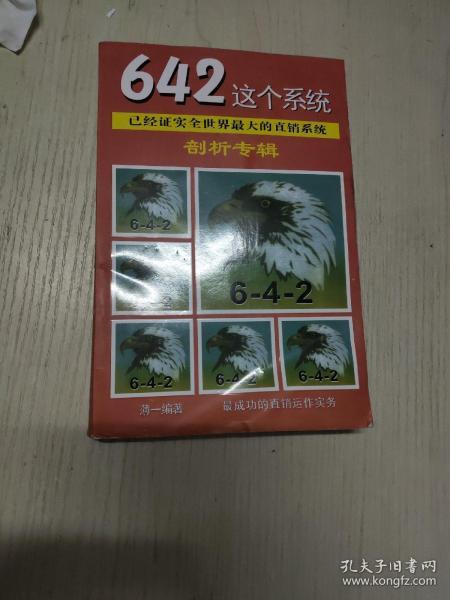 642这个系统
已经证实全世界最大的直销系统
剖析专辑
6-4-2
6-4-2
6-4-2
6-4-2
6-4-2
薄一编著 最成功的直销运作实务
孔夫子旧书网
www.kongfz.com